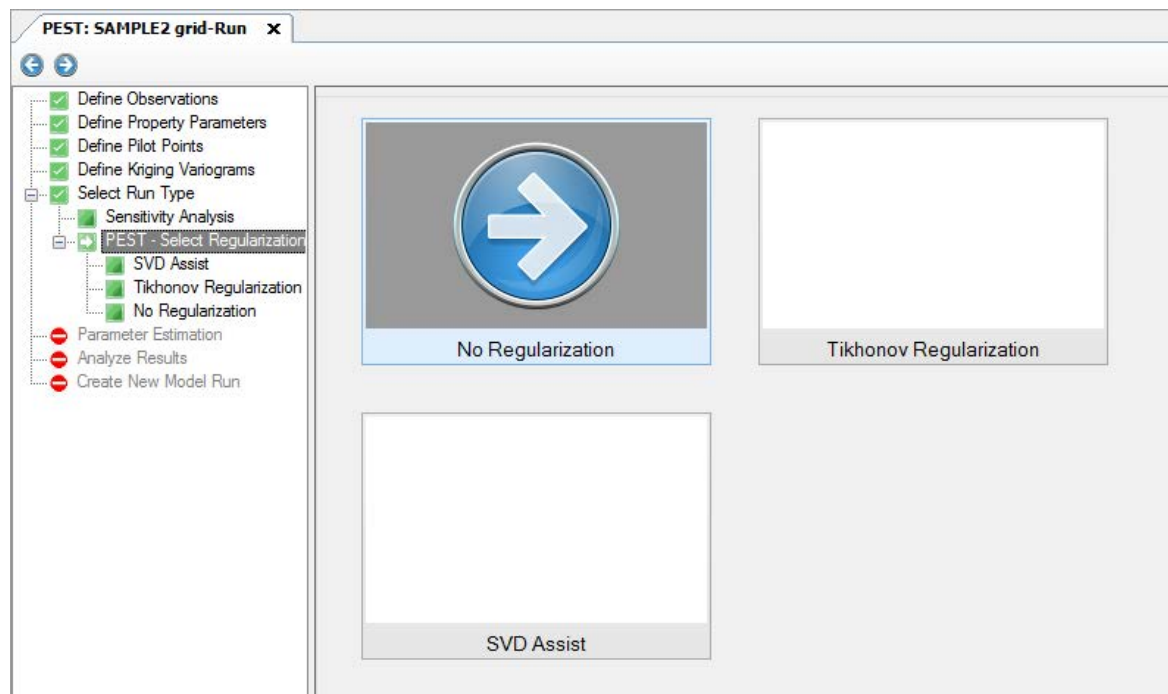 PEST: SAMPLE2 grid-Run X
Define Observations
Define Property Parameters
Define Pilot Points
Define Kriging Variograms
Select Run Type
Sensitivity Analysis
PEST - Select Regularization
SVD Assist
Tikhonov Regularization
No Regularization
Parameter Estimation
Analyze Results
Create New Model Run
No Regularization
Tikhonov Regularization
SVD Assist